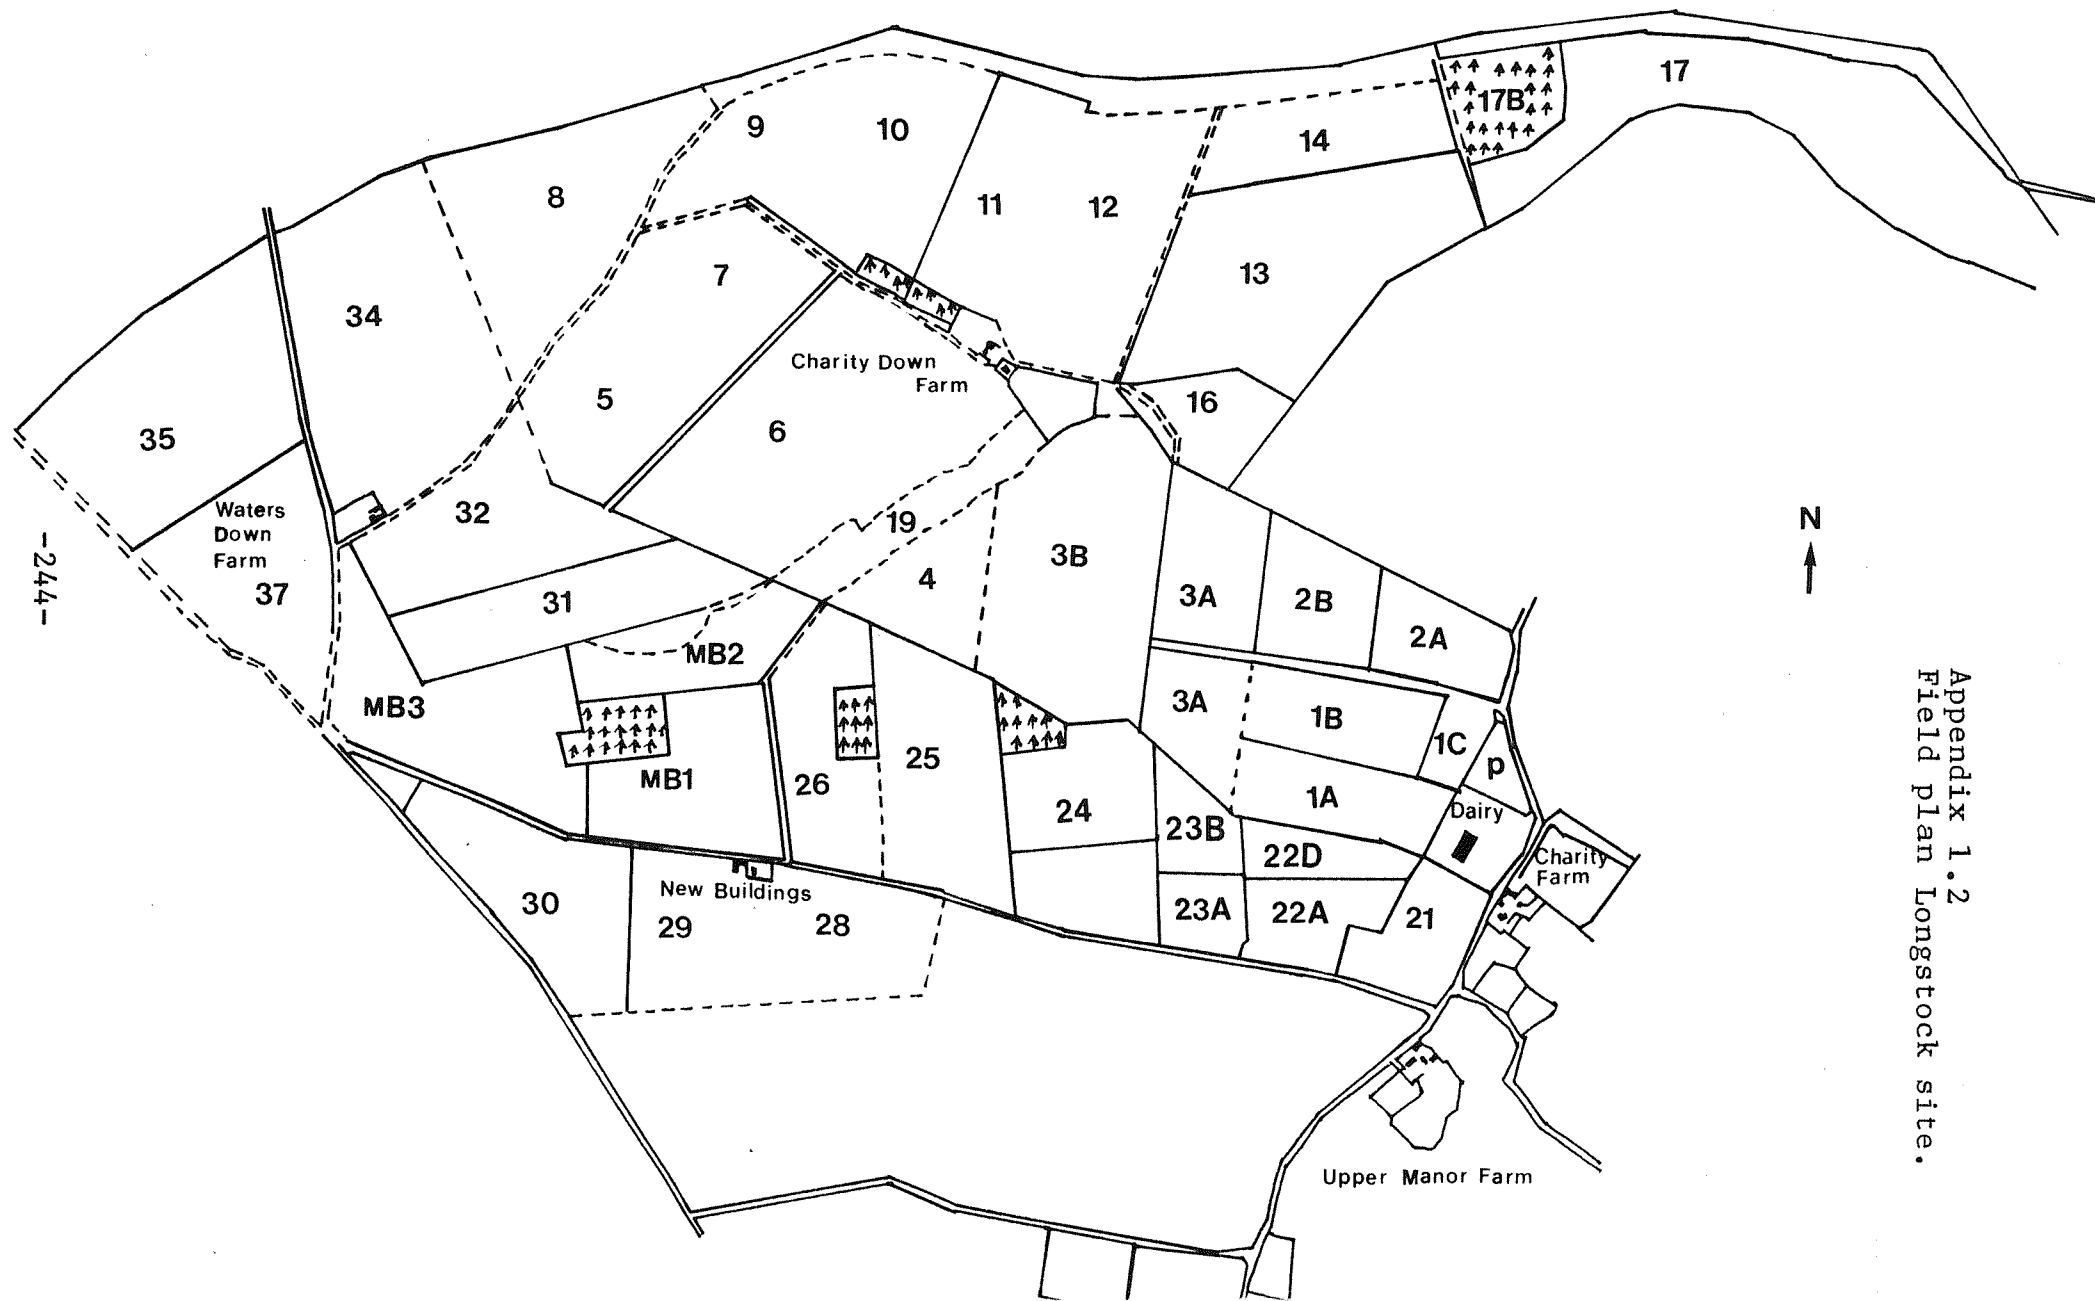 Appendix 1.2
Field plan Longstock site.
17
17B
9
10
14
8
11
12
13
7
34
Charity Down
Farm
5
16
6
35
Waters
Down
Farm
32
19
3B
N
37
31
4
3A
2B
2A
MB2
MB3
3A
1B
1C
p
MB1
26
25
24
1A
Dairy
23B
22D
Charity
Farm
New Buildings
30
29
28
23A
22A
21
Upper Manor Farm
-244-